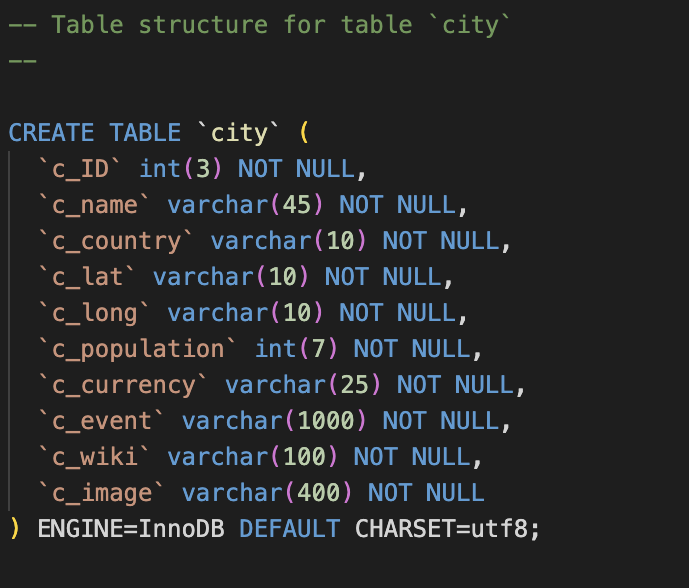 -- Table structure for table `city`
--
CREATE TABLE `city` (
`c_ID` int(3) NOT NULL,
`c_name` varchar(45) NOT NULL,
`c_country` varchar(10) NOT NULL,
`c_lat` varchar(10) NOT NULL,
`c_long` varchar(10) NOT NULL,
`c_population` int(7) NOT NULL,
`c_currency` varchar(25) NOT NULL,
`c_event` varchar(1000) NOT NULL,
`c_wiki` varchar(100) NOT NULL,
`c_image` varchar(400) NOT NULL
) ENGINE=InnoDB DEFAULT CHARSET=utf8;